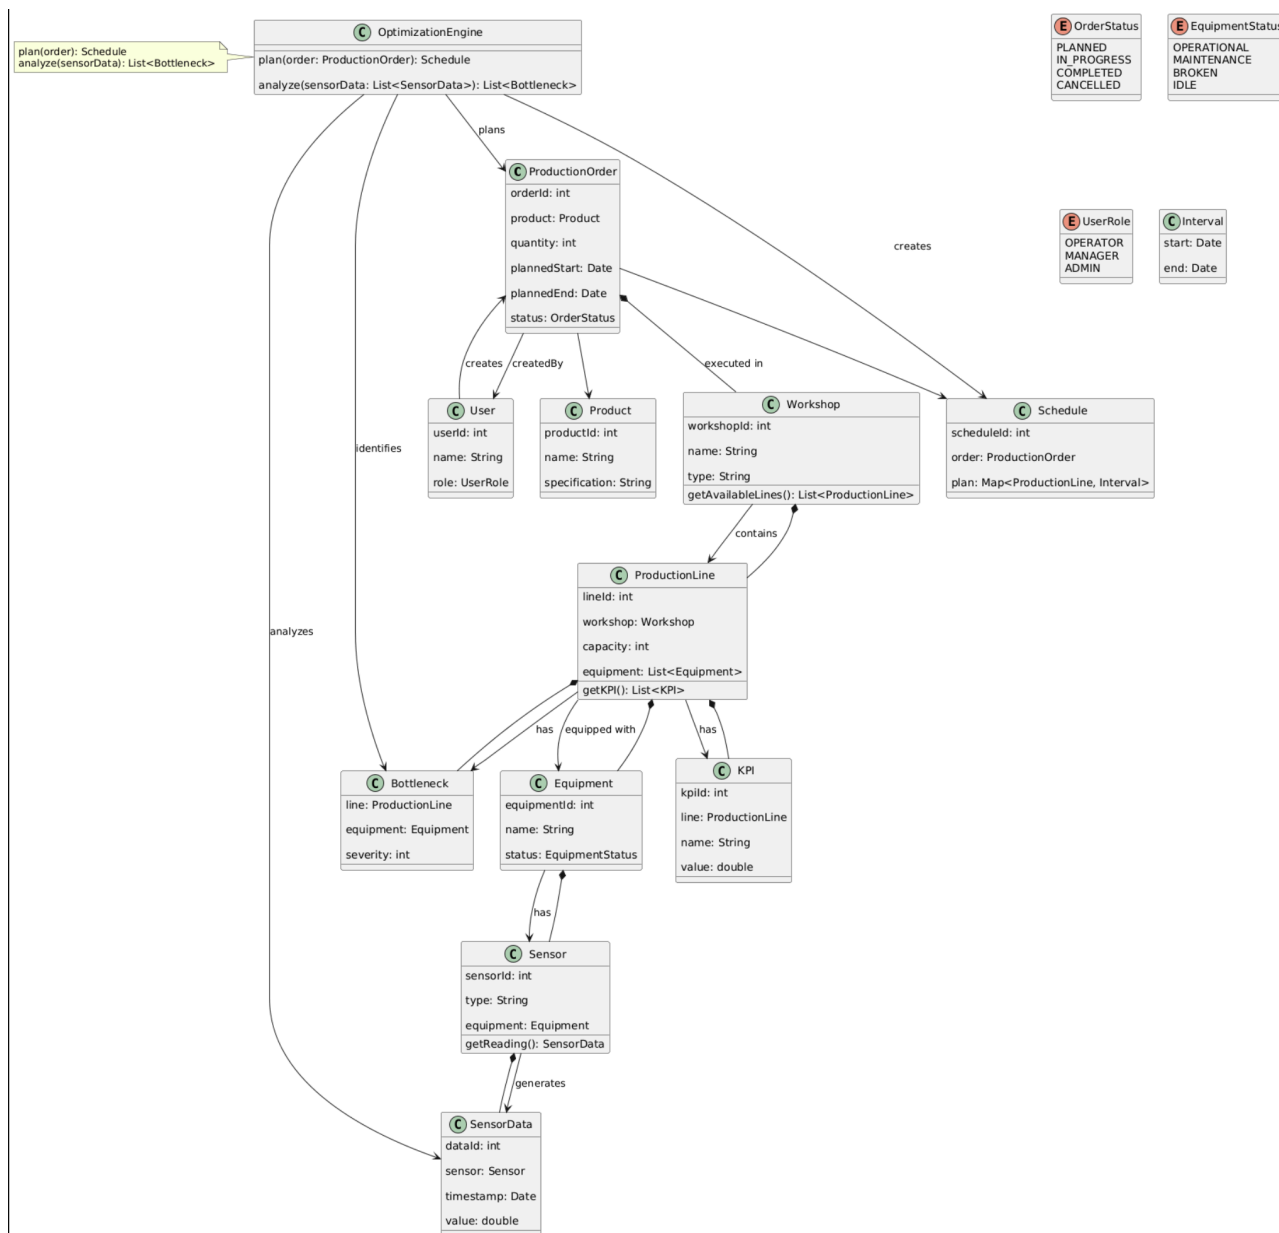 plan(order): Schedule
analyze(sensorData): List<Bottleneck>
C OptimizationEngine
plan(order: ProductionOrder): Schedule
analyze(sensorData: List<SensorData>): List<Bottleneck>
E OrderStatus
PLANNED
IN_PROGRESS
COMPLETED
CANCELLED
E EquipmentStatus
OPERATIONAL
MAINTENANCE
BROKEN
IDLE
plans
C ProductionOrder
orderId: int
product: Product
quantity: int
plannedStart: Date
plannedEnd: Date
status: OrderStatus
creates
E UserRole
OPERATOR
MANAGER
ADMIN
C Interval
start: Date
end: Date
creates
createdBy
executed in
C User
userId: int
name: String
role: UserRole
C Product
productId: int
name: String
specification: String
C Workshop
workshopId: int
name: String
type: String
getAvailableLines(): List<ProductionLine>
C Schedule
scheduleId: int
order: ProductionOrder
plan: Map<ProductionLine, Interval>
identifies
contains
C ProductionLine
lineId: int
workshop: Workshop
capacity: int
equipment: List<Equipment>
getKPI(): List<KPI>
analyzes
has
equipped with
has
C Bottleneck
line: ProductionLine
equipment: Equipment
severity: int
C Equipment
equipmentId: int
name: String
status: EquipmentStatus
C KPI
kpiId: int
line: ProductionLine
name: String
value: double
has
C Sensor
sensorId: int
type: String
equipment: Equipment
getReading(): SensorData
generates
C SensorData
dataId: int
sensor: Sensor
timestamp: Date
value: double